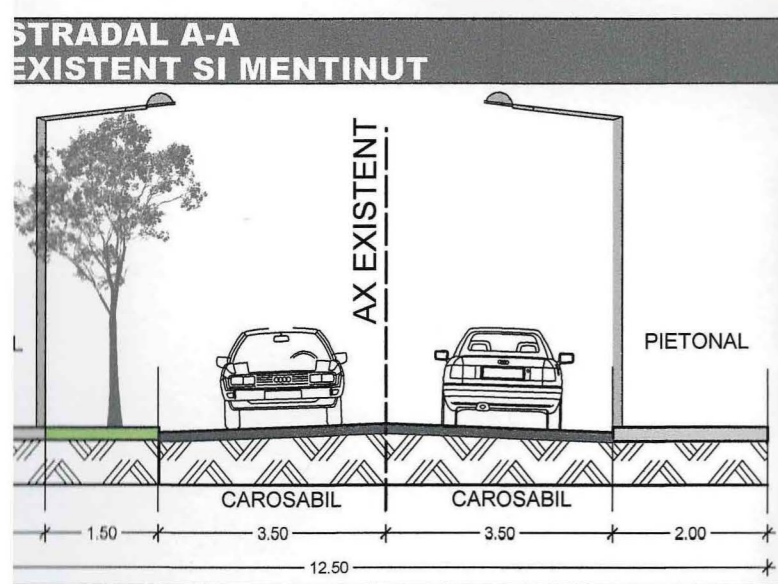 STRADAL A-A
EXISTENT SI MENTINUT
AX EXISTENT
L
PIETONAL
CAROSABIL
CAROSABIL
1.50
3.50
3.50
2.00
12.50